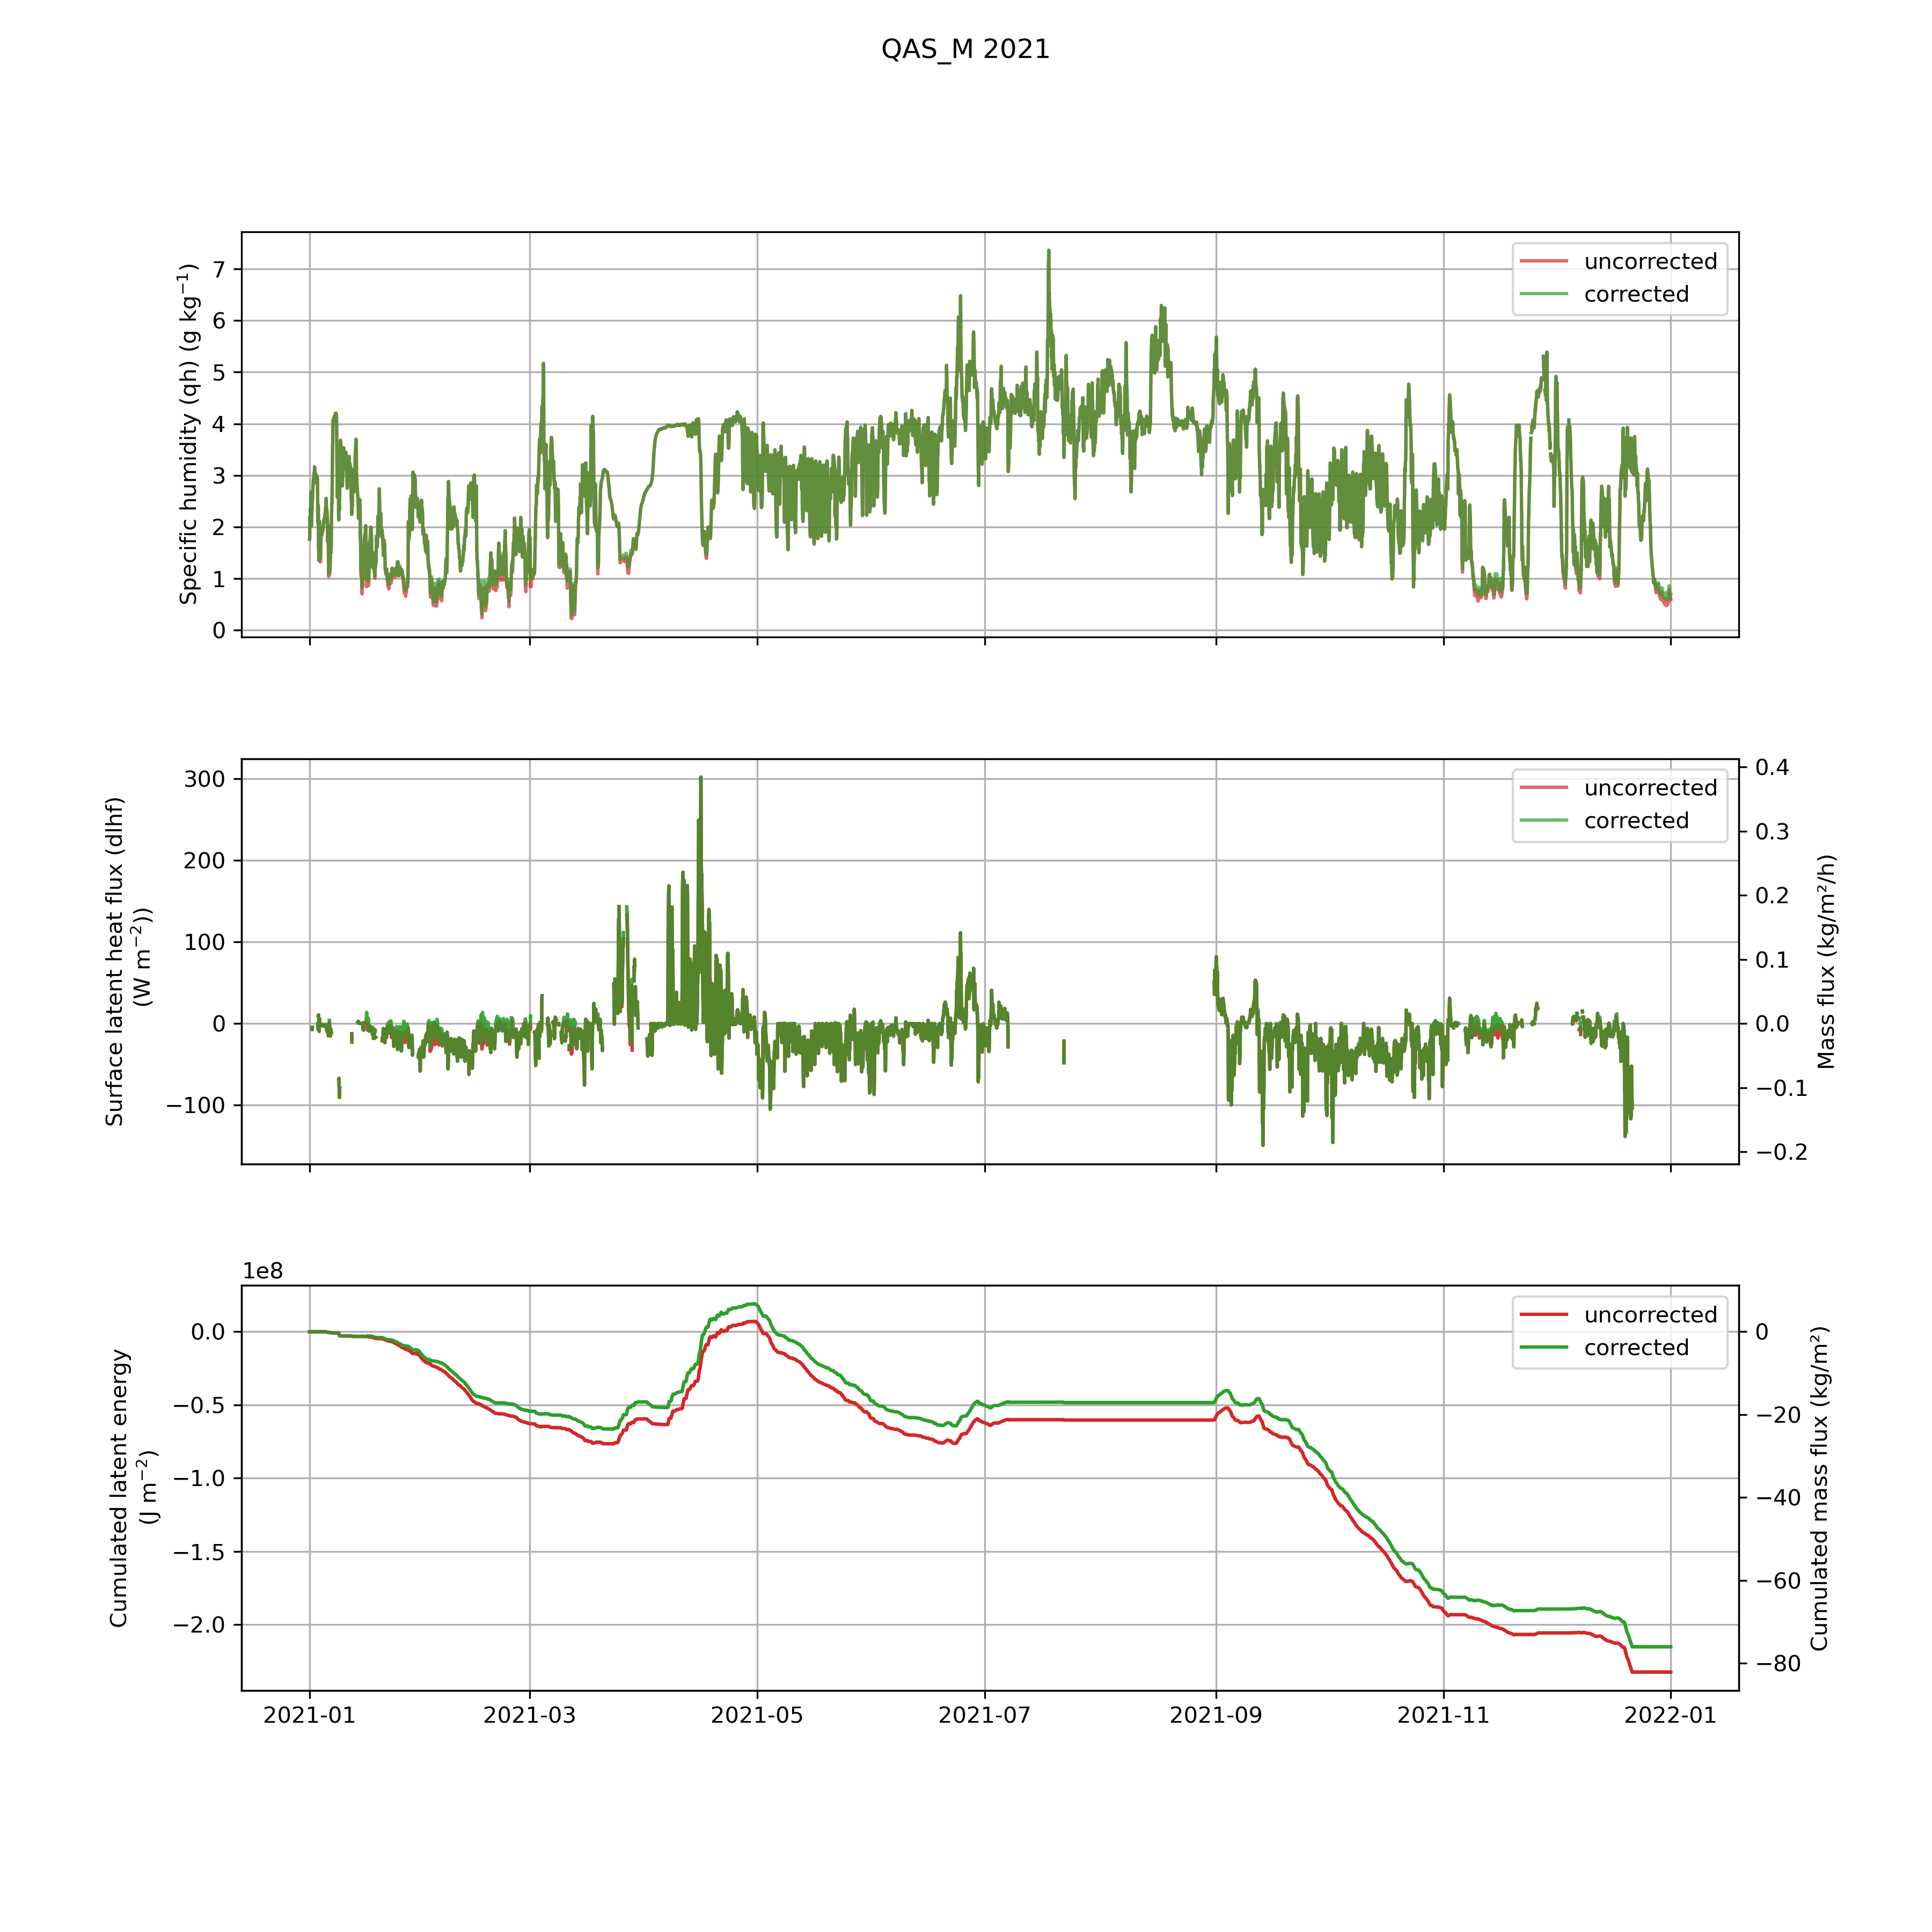 QAS_M 2021
Specific humidity (qh) (g kg⁻¹)
7
6
5
4
3
2
1
0
uncorrected
corrected
Surface latent heat flux (dlhf)
(W m⁻²))
300
200
100
0
−100
uncorrected
corrected
0.4
0.3
0.2
0.1
0.0
−0.1
−0.2
Mass flux (kg/m²/h)
1e8
Cumulated latent energy
(J m⁻²)
0.0
−0.5
−1.0
−1.5
−2.0
uncorrected
corrected
0
−20
−40
−60
−80
Cumulated mass flux (kg/m²)
2021-01 2021-03 2021-05 2021-07 2021-09 2021-11 2022-01